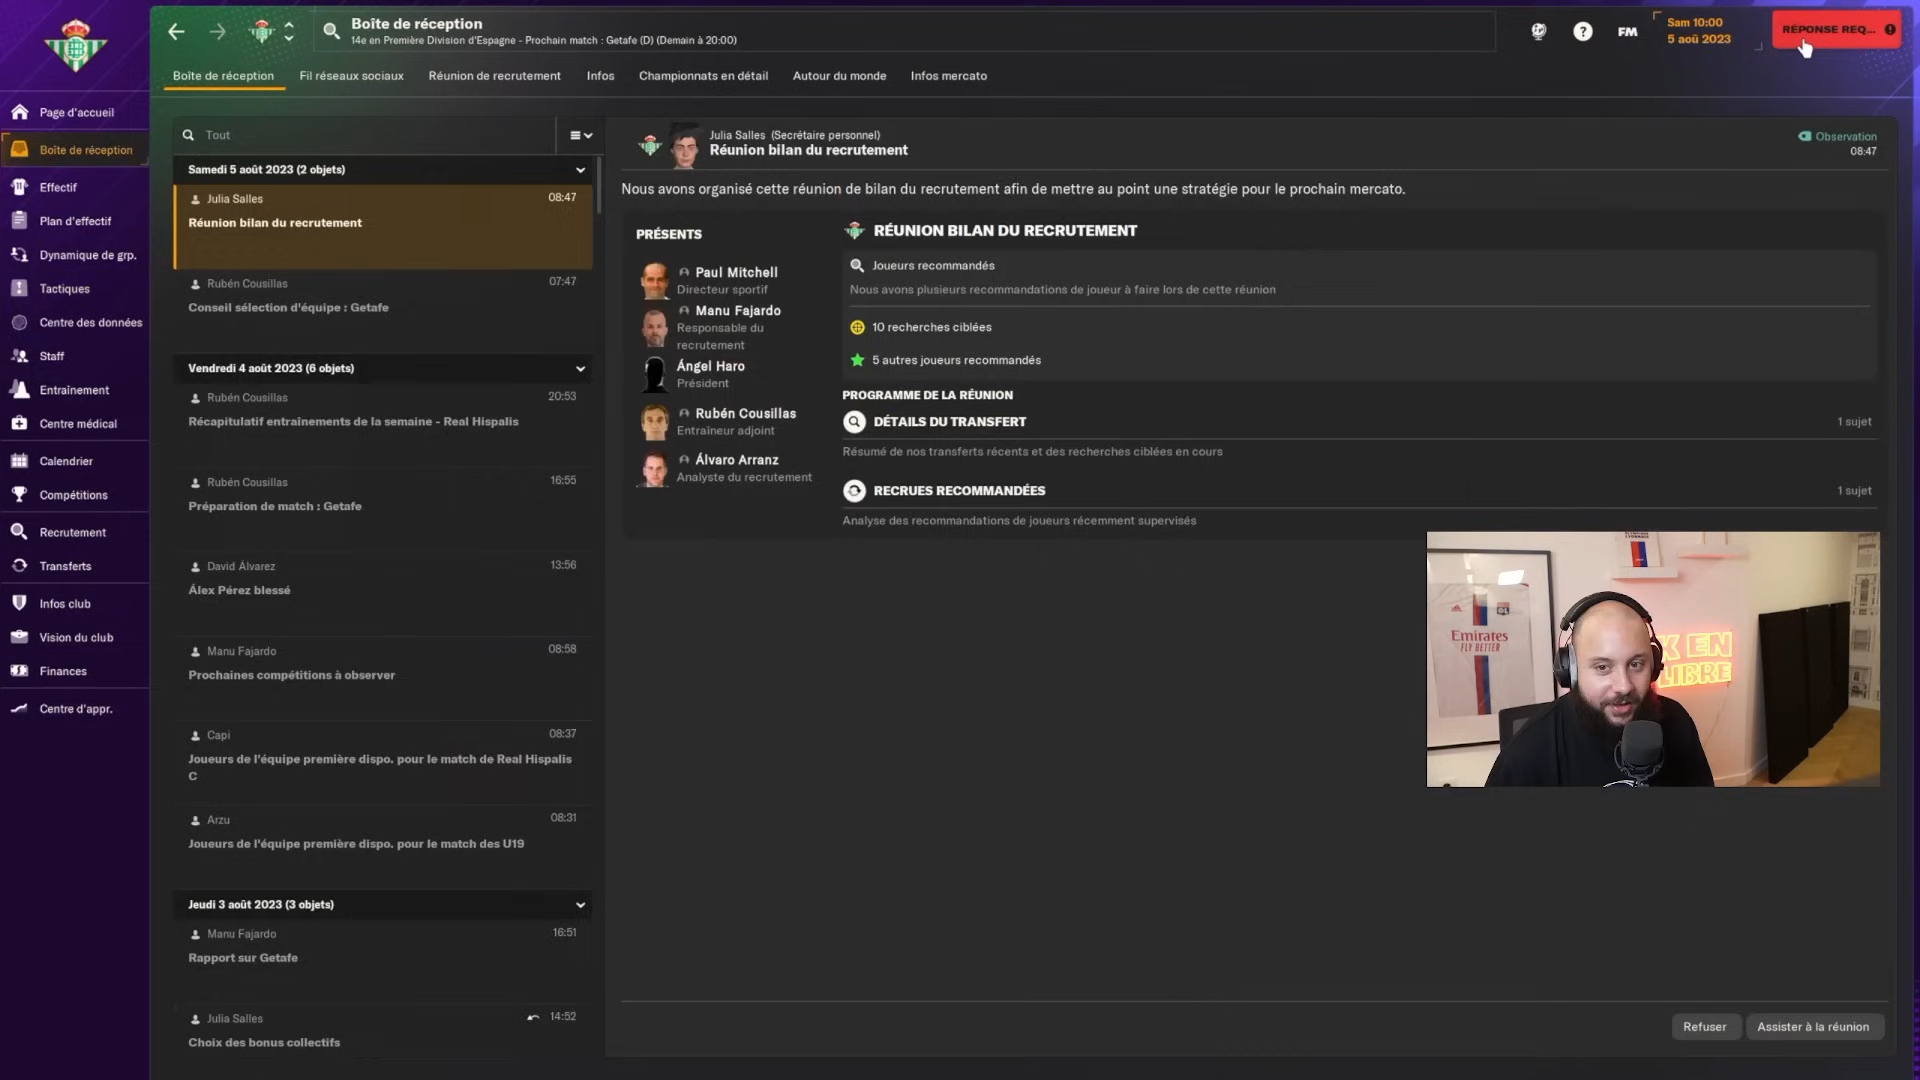 Boîte de réception
14e en Première Division d'Espagne - Prochain match : Getafe (D) (Demain à 20:00)
FM
Sam 10:00
5 aoû 2023
RÉPONSE REQ...
Boîte de réception
Fil réseaux sociaux
Réunion de recrutement
Infos
Championnats en détail
Autour du monde
Infos mercato
Page d'accueil
Boîte de réception
Effectif
Plan d'effectif
Dynamique de grp.
Tactiques
Centre des données
Staff
Entraînement
Centre médical
Calendrier
Compétitions
Recrutement
Transferts
Infos club
Vision du club
Finances
Centre d'appr.
Tout
Samedi 5 août 2023 (2 objets)
Julia Salles 08:47
Réunion bilan du recrutement
Rubén Cousillas 07:47
Conseil sélection d'équipe : Getafe
Vendredi 4 août 2023 (6 objets)
Rubén Cousillas 20:53
Récapitulatif entraînements de la semaine - Real Hispalis
Rubén Cousillas 16:55
Préparation de match : Getafe
David Álvarez 13:56
Álex Pérez blessé
Manu Fajardo 08:58
Prochaines compétitions à observer
Capi 08:37
Joueurs de l'équipe première dispo. pour le match de Real Hispalis
C
Arzu 08:31
Joueurs de l'équipe première dispo. pour le match des U19
Jeudi 3 août 2023 (3 objets)
Manu Fajardo 16:51
Rapport sur Getafe
Julia Salles 14:52
Choix des bonus collectifs
Julia Salles (Secrétaire personnel)
Réunion bilan du recrutement
Observation
08:47
Nous avons organisé cette réunion de bilan du recrutement afin de mettre au point une stratégie pour le prochain mercato.
PRÉSENTS
Paul Mitchell
Directeur sportif
Manu Fajardo
Responsable du
recrutement
Ángel Haro
Président
Rubén Cousillas
Entraîneur adjoint
Álvaro Arranz
Analyste du recrutement
RÉUNION BILAN DU RECRUTEMENT
Joueurs recommandés
Nous avons plusieurs recommandations de joueur à faire lors de cette réunion
10 recherches ciblées
5 autres joueurs recommandés
PROGRAMME DE LA RÉUNION
DÉTAILS DU TRANSFERT 1 sujet
Résumé de nos transferts récents et des recherches ciblées en cours
RECRUES RECOMMANDÉES 1 sujet
Analyse des recommandations de joueurs récemment supervisés
Emirates
FLY BETTER
OL
X EN
LIBRE
Refuser
Assister à la réunion